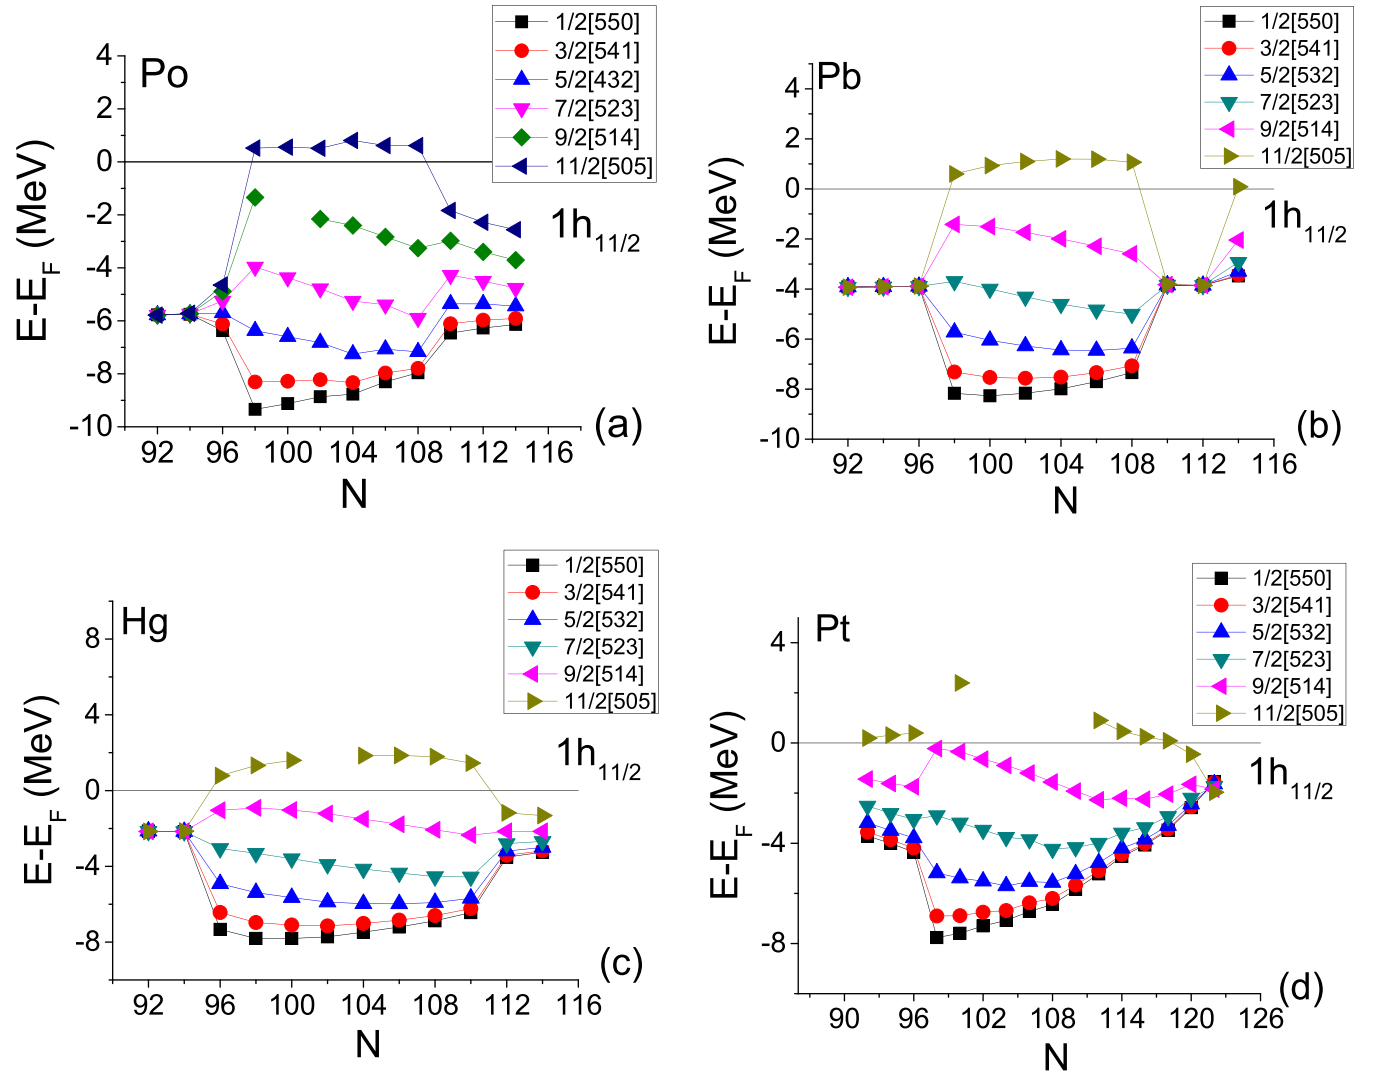 Po
1/2[550]
3/2[541]
5/2[432]
7/2[523]
9/2[514]
11/2[505]
4
2
0
-2
-4
-6
-8
-10
E-E_F (MeV)
1h_11/2
(a)
92 96 100 104 108 112 116
N
Pb
1/2[550]
3/2[541]
5/2[532]
7/2[523]
9/2[514]
11/2[505]
4
2
0
-2
-4
-6
-8
-10
E-E_F (MeV)
1h_11/2
(b)
92 96 100 104 108 112 116
N
Hg
1/2[550]
3/2[541]
5/2[532]
7/2[523]
9/2[514]
11/2[505]
8
4
0
-4
-8
E-E_F (MeV)
1h_11/2
(c)
92 96 100 104 108 112 116
N
Pt
1/2[550]
3/2[541]
5/2[532]
7/2[523]
9/2[514]
11/2[505]
4
0
-4
-8
E-E_F (MeV)
1h_11/2
(d)
90 96 102 108 114 120 126
N